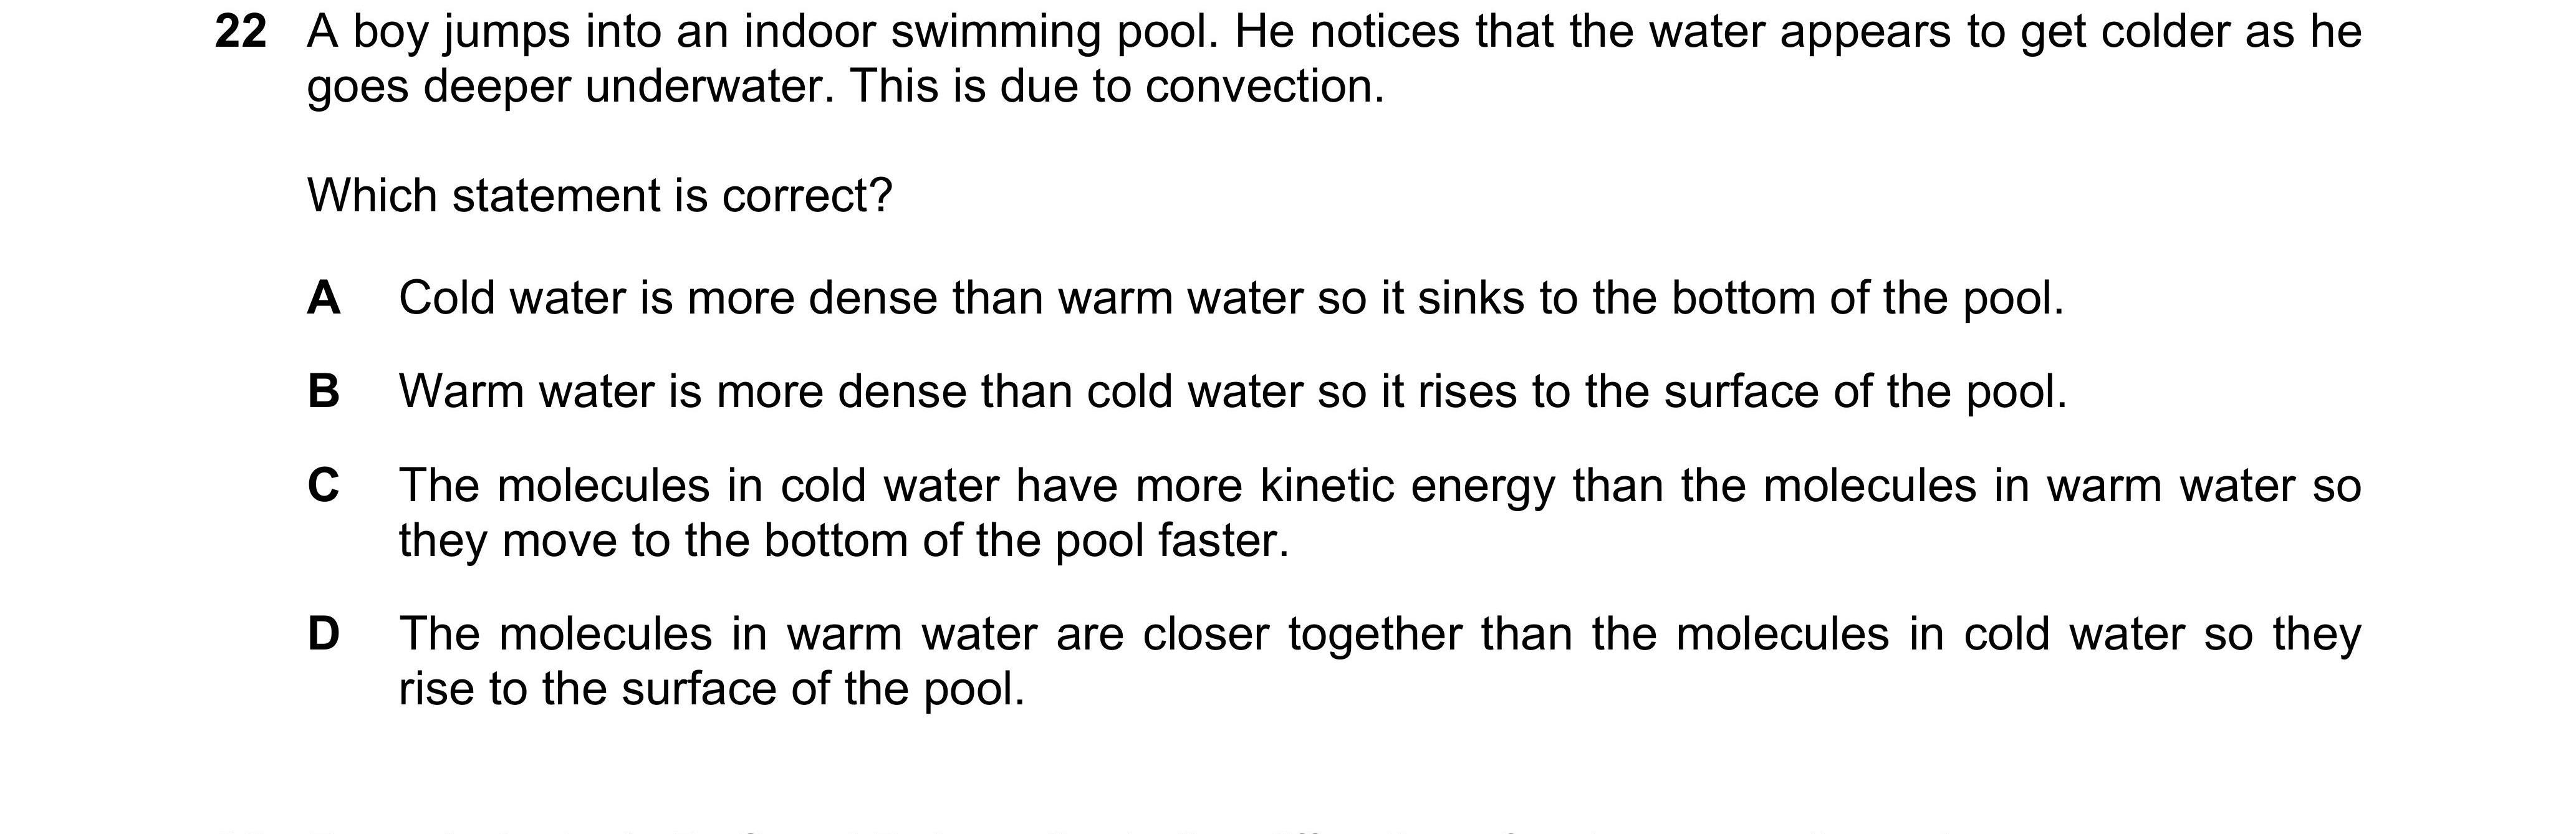 22 A boy jumps into an indoor swimming pool. He notices that the water appears to get colder as he
goes deeper underwater. This is due to convection.
Which statement is correct?
A Cold water is more dense than warm water so it sinks to the bottom of the pool.
B Warm water is more dense than cold water so it rises to the surface of the pool.
C The molecules in cold water have more kinetic energy than the molecules in warm water so
they move to the bottom of the pool faster.
D The molecules in warm water are closer together than the molecules in cold water so they
rise to the surface of the pool.